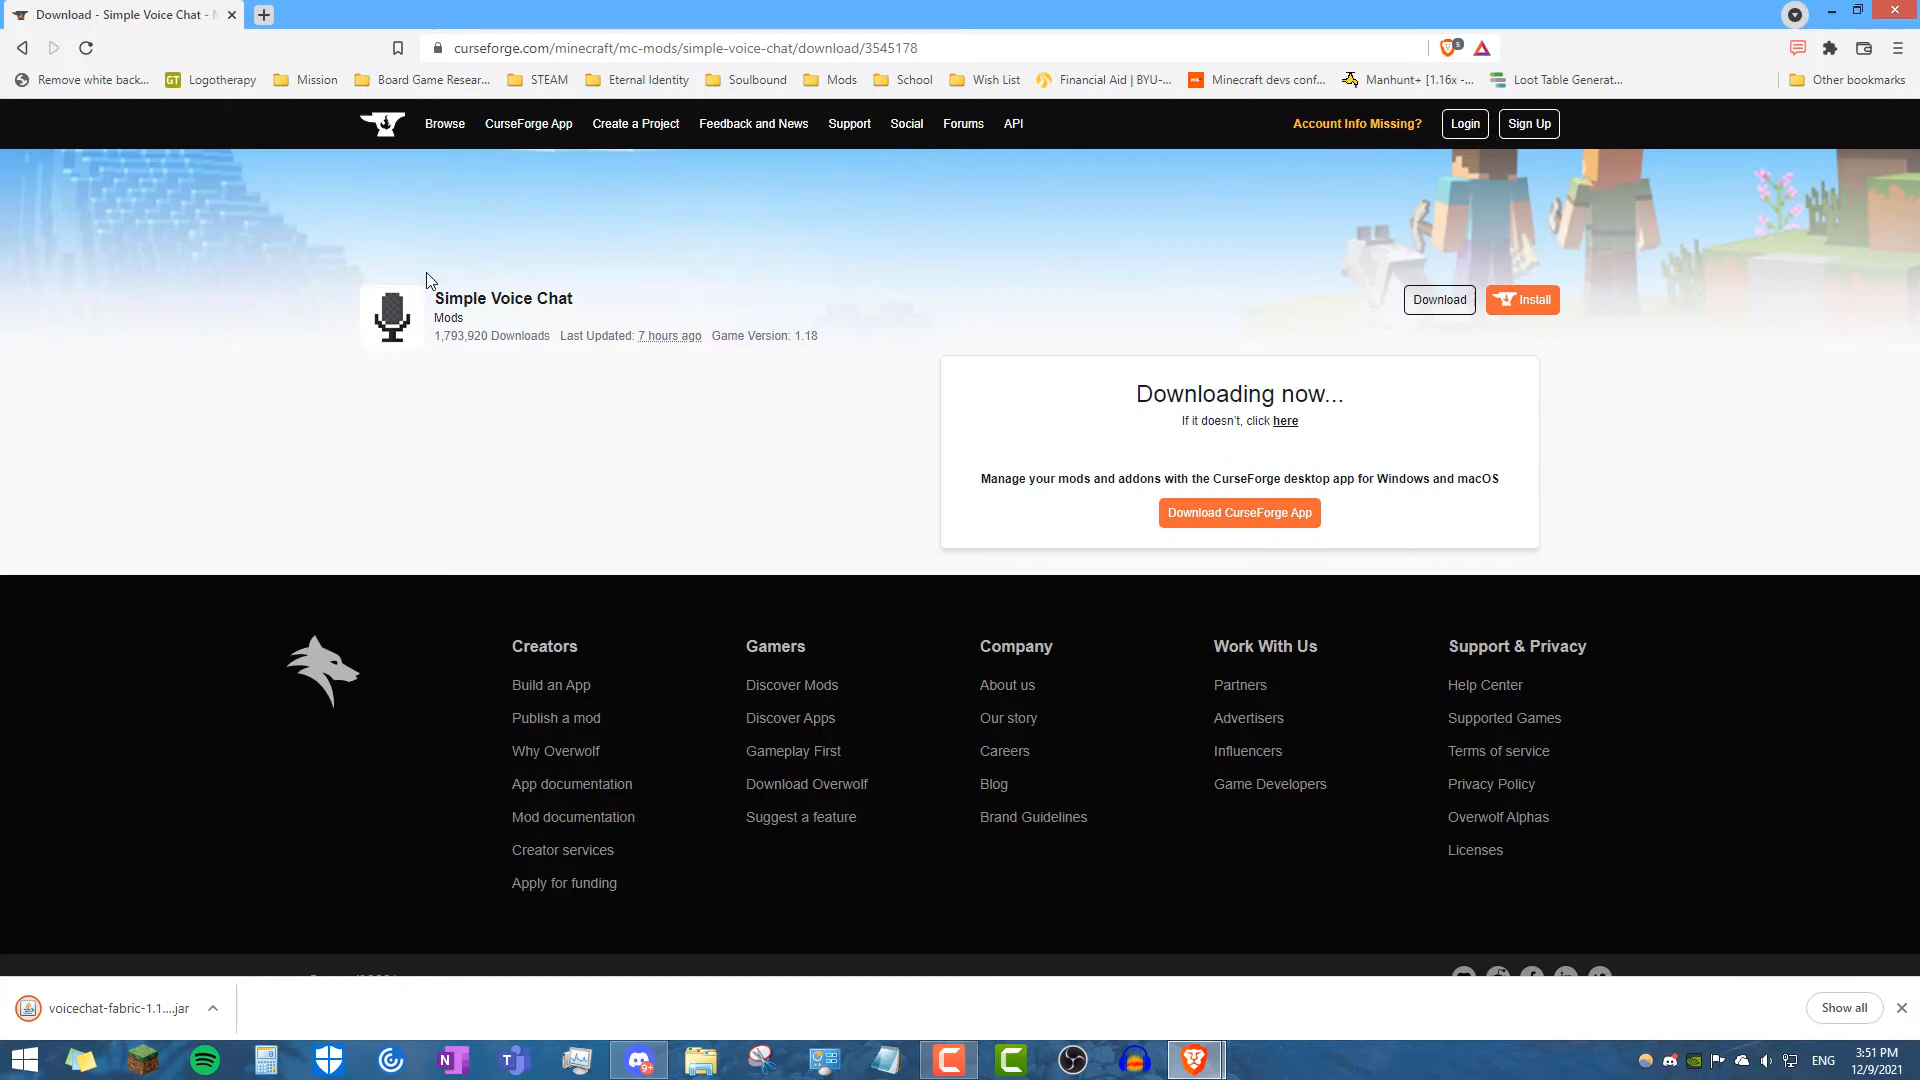 Download - Simple Voice Chat -
curseforge.com/minecraft/mc-mods/simple-voice-chat/download/3545178
5
Remove white back...
GT Logotherapy
Mission
Board Game Resear...
STEAM
Eternal Identity
Soulbound
Mods
School
Wish List
Financial Aid | BYU-...
Minecraft devs conf...
Manhunt+ [1.16x -...
Loot Table Generat...
Other bookmarks
Browse
CurseForge App
Create a Project
Feedback and News
Support
Social
Forums
API
Account Info Missing?
Login
Sign Up
Simple Voice Chat
Mods
1,793,920 Downloads Last Updated: 7 hours ago Game Version: 1.18
Download
Install
Downloading now...
If it doesn't, click here
Manage your mods and addons with the CurseForge desktop app for Windows and macOS
Download CurseForge App
Creators
Build an App
Publish a mod
Why Overwolf
App documentation
Mod documentation
Creator services
Apply for funding
Gamers
Discover Mods
Discover Apps
Gameplay First
Download Overwolf
Suggest a feature
Company
About us
Our story
Careers
Blog
Brand Guidelines
Work With Us
Partners
Advertisers
Influencers
Game Developers
Support & Privacy
Help Center
Supported Games
Terms of service
Privacy Policy
Overwolf Alphas
Licenses
voicechat-fabric-1.1....jar
Show all
9+
ENG
3:51 PM
12/9/2021